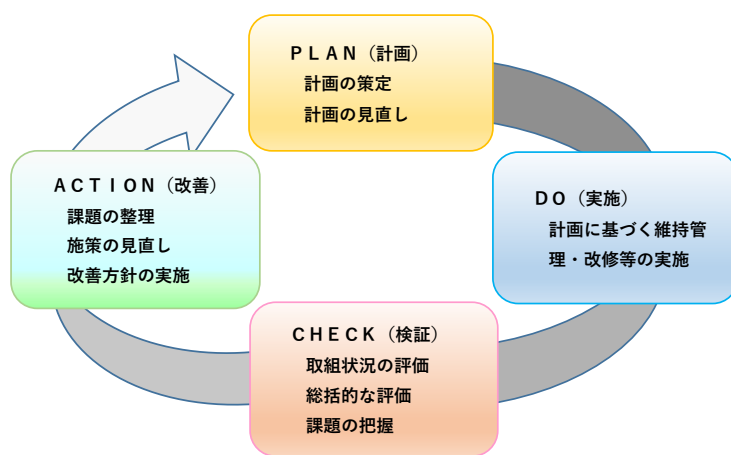 ＰＬＡＮ（計画）
計画の策定
計画の見直し
ＤＯ（実施）
計画に基づく維持管
理・改修等の実施
ＣＨＥＣＫ（検証）
取組状況の評価
総括的な評価
課題の把握
ＡＣＴＩＯＮ（改善）
課題の整理
施策の見直し
改善方針の実施